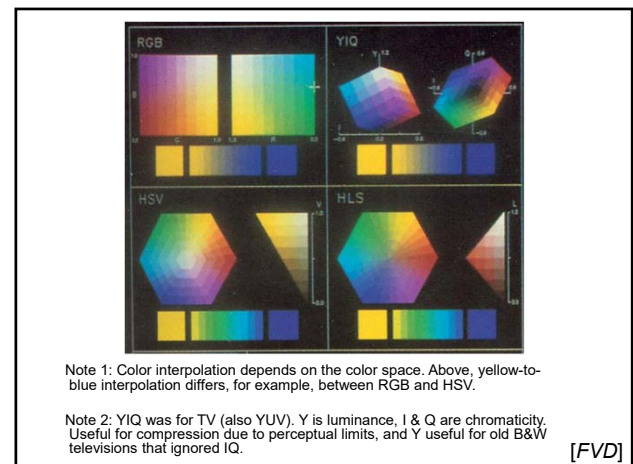 RGB
YIQ
Y
Q
HSV
V
HLS
L
Note 1: Color interpolation depends on the color space. Above, yellow-to-
blue interpolation differs, for example, between RGB and HSV.
Note 2: YIQ was for TV (also YUV). Y is luminance, I & Q are chromaticity.
Useful for compression due to perceptual limits, and Y useful for old B&W
televisions that ignored IQ.
[FVD]